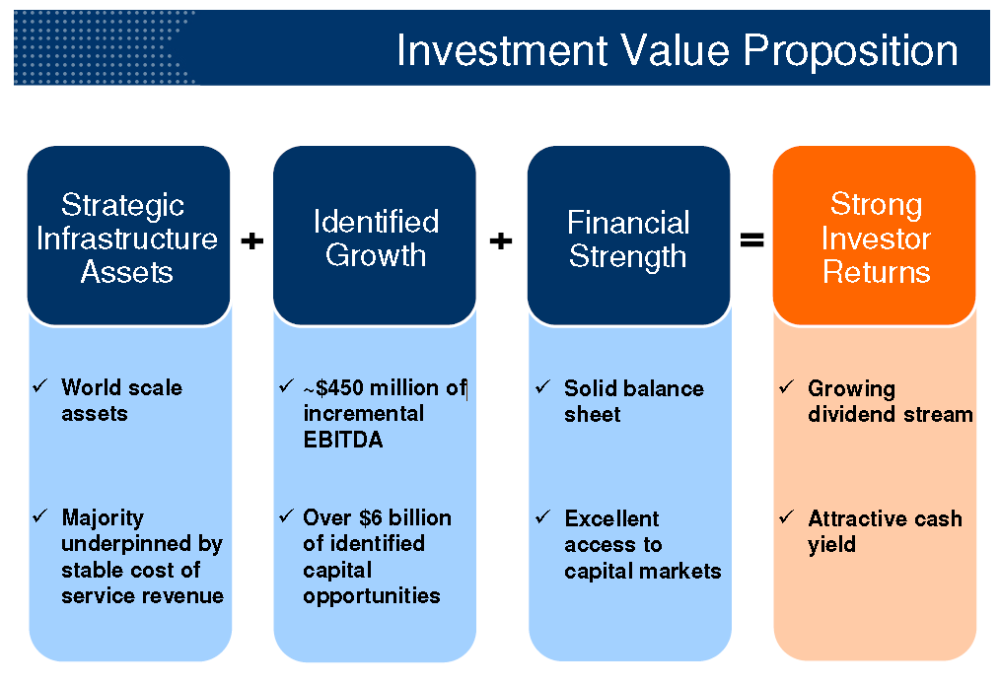 Investment Value Proposition
Strategic
Infrastructure
Assets
+
Identified
Growth
+
Financial
Strength
=
Strong
Investor
Returns
✓ World scale
assets
✓ Majority
underpinned by
stable cost of
service revenue
✓ ~$450 million of
incremental
EBITDA
✓ Over $6 billion
of identified
capital
opportunities
✓ Solid balance
sheet
✓ Excellent
access to
capital markets
✓ Growing
dividend stream
✓ Attractive cash
yield